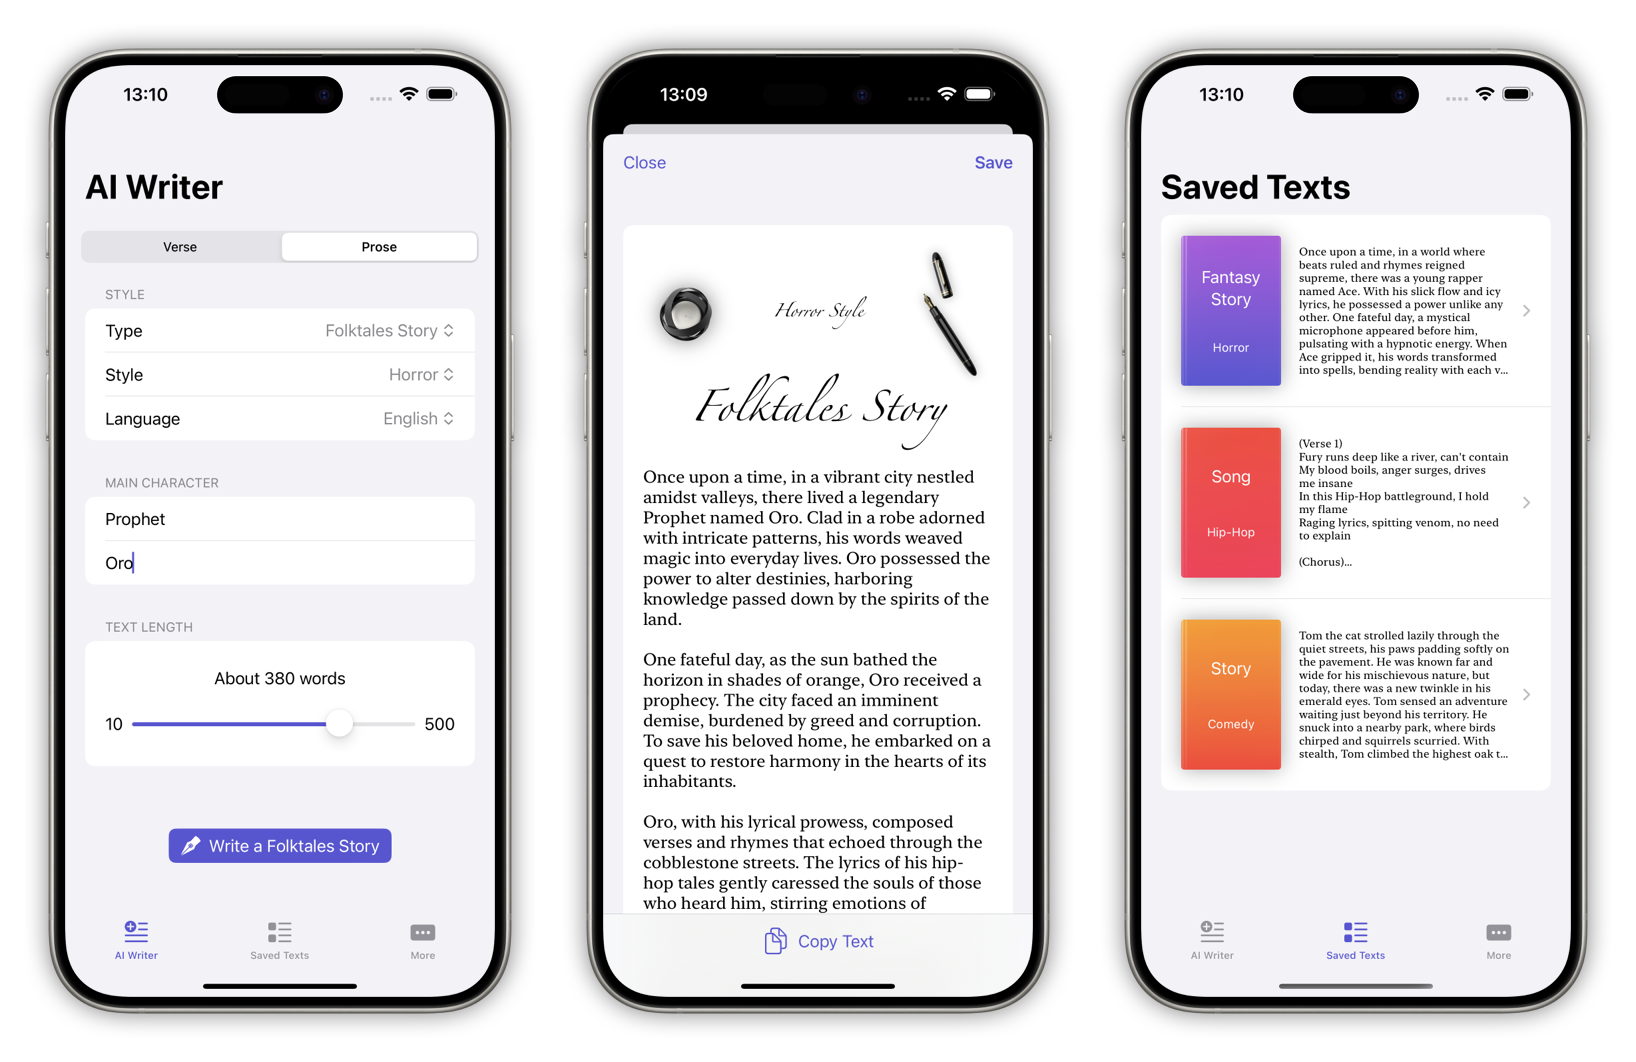 13:10
AI Writer
Verse
Prose
STYLE
Type
Folktales Story
Style
Horror
Language
English
MAIN CHARACTER
Prophet
Oro
TEXT LENGTH
About 380 words
10
500
Write a Folktales Story
AI Writer
Saved Texts
More
13:09
Close
Save
Horror Style
Folktales Story
Once upon a time, in a vibrant city nestled
amidst valleys, there lived a legendary
Prophet named Oro. Clad in a robe adorned
with intricate patterns, his words weaved
magic into everyday lives. Oro possessed the
power to alter destinies, harboring
knowledge passed down by the spirits of the
land.
One fateful day, as the sun bathed the
horizon in shades of orange, Oro received a
prophecy. The city faced an imminent
demise, burdened by greed and corruption.
To save his beloved home, he embarked on a
quest to restore harmony in the hearts of its
inhabitants.
Oro, with his lyrical prowess, composed
verses and rhymes that echoed through the
cobblestone streets. The lyrics of his hip-
hop tales gently caressed the souls of those
who heard him, stirring emotions of
Copy Text
13:10
Saved Texts
Fantasy
Story
Horror
Once upon a time, in a world where
beats ruled and rhymes reigned
supreme, there was a young rapper
named Ace. With his slick flow and icy
lyrics, he possessed a power unlike any
other. One fateful day, a mystical
microphone appeared before him,
pulsating with a hypnotic energy. When
Ace gripped it, his words transformed
into spells, bending reality with each v...
Song
Hip-Hop
(Verse 1)
Fury runs deep like a river, can't contain
My blood boils, anger surges, drives
me insane
In this Hip-Hop battleground, I hold
my flame
Raging lyrics, spitting venom, no need
to explain
(Chorus)...
Story
Comedy
Tom the cat strolled lazily through the
quiet streets, his paws padding softly on
the pavement. He was known far and
wide for his mischievous nature, but
today, there was a new twinkle in his
emerald eyes. Tom sensed an adventure
waiting just beyond his territory. He
snuck into a nearby park, where birds
chirped and squirrels scurried. With
stealth, Tom climbed the highest oak t...
AI Writer
Saved Texts
More